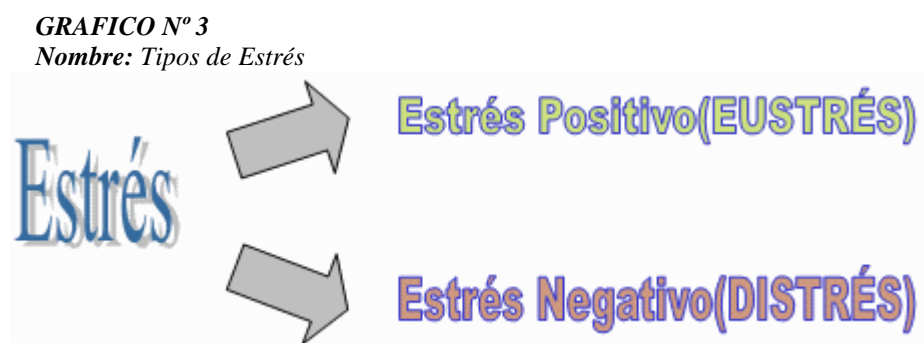 GRAFICO Nº 3
Nombre: Tipos de Estrés
Estrés
Estrés Positivo(EUSTRÉS)
Estrés Negativo(DISTRÉS)